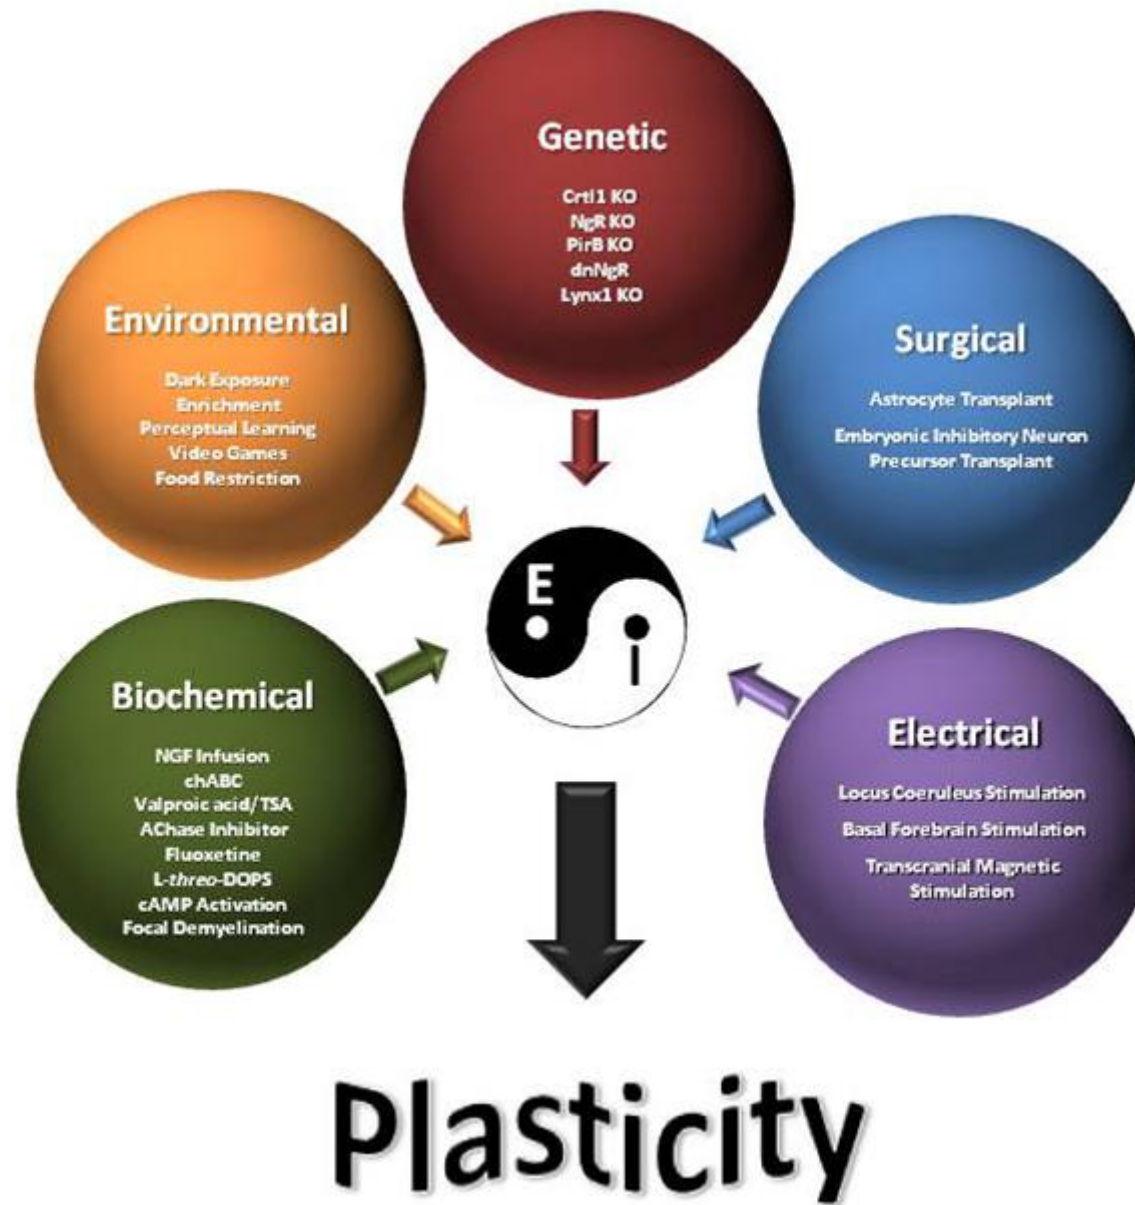 Genetic
Crtl1 KO
NgR KO
PirB KO
dnNgR
Lynx1 KO
Environmental
Dark Exposure
Enrichment
Perceptual Learning
Video Games
Food Restriction
Surgical
Astrocyte Transplant
Embryonic Inhibitory Neuron
Precursor Transplant
E
I
Biochemical
NGF Infusion
chABC
Valproic acid/TSA
AChase Inhibitor
Fluoxetine
L-threo-DOPS
cAMP Activation
Focal Demyelination
Electrical
Locus Coeruleus Stimulation
Basal Forebrain Stimulation
Transcranial Magnetic
Stimulation
Plasticity